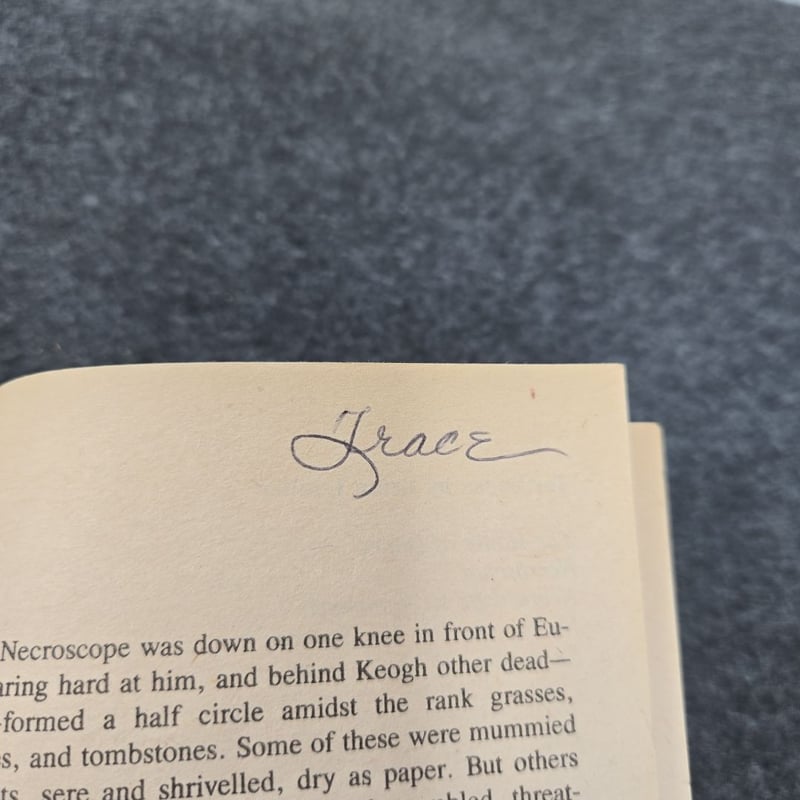 Grace
Necroscope was down on one knee in front of Eu-
aring hard at him, and behind Keogh other dead—
-formed a half circle amidst the rank grasses,
s, and tombstones. Some of these were mummied
ts, sere and shrivelled, dry as paper. But others
threat-